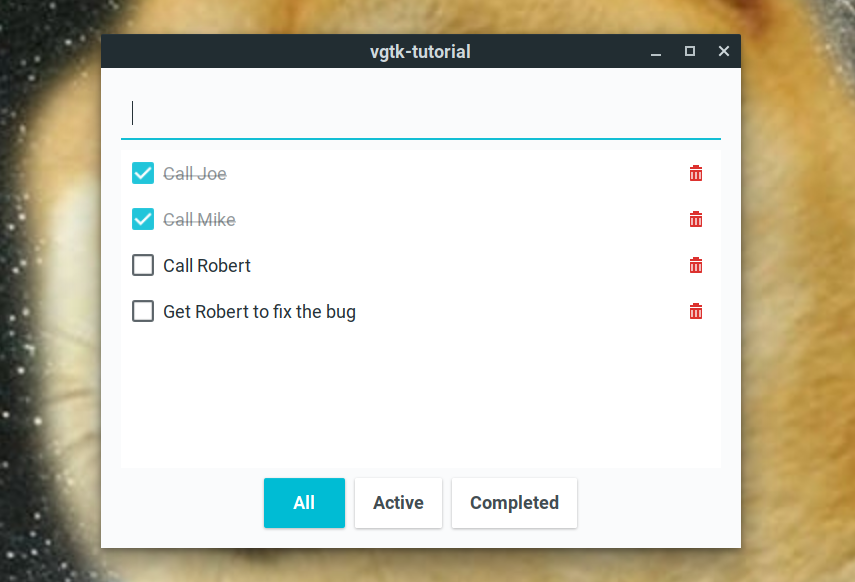 vgtk-tutorial
Call Joe
Call Mike
Call Robert
Get Robert to fix the bug
All Active Completed